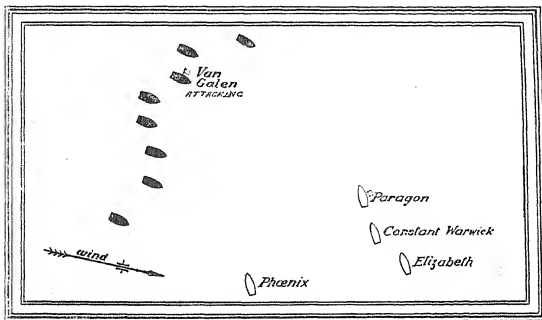 Van
Galen
ATTACKING
Paragon
Constant Warwick
Elizabeth
wind
Phœnix